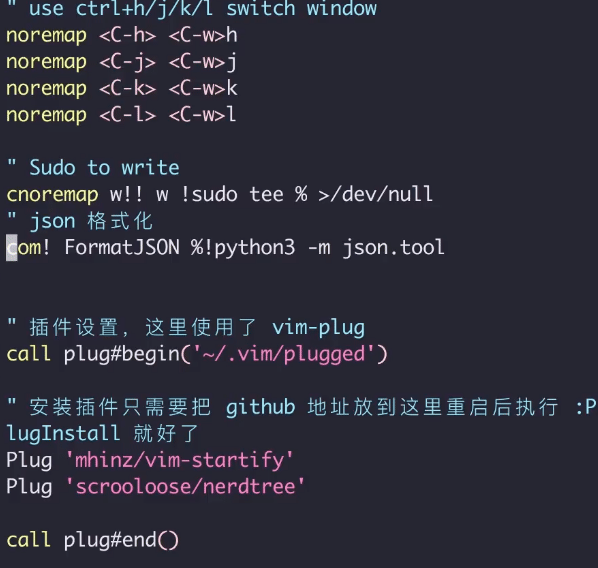 " use ctrl+h/j/k/l switch window
noremap <C-h> <C-w>h
noremap <C-j> <C-w>j
noremap <C-k> <C-w>k
noremap <C-l> <C-w>l
" Sudo to write
cnoremap w!! w !sudo tee % >/dev/null
" json 格式化
com! FormatJSON %!python3 -m json.tool
" 插件设置，这里使用了 vim-plug
call plug#begin('~/.vim/plugged')
" 安装插件只需要把 github 地址放到这里重启后执行 :P
lugInstall 就好了
Plug 'mhinz/vim-startify'
Plug 'scrooloose/nerdtree'
call plug#end()